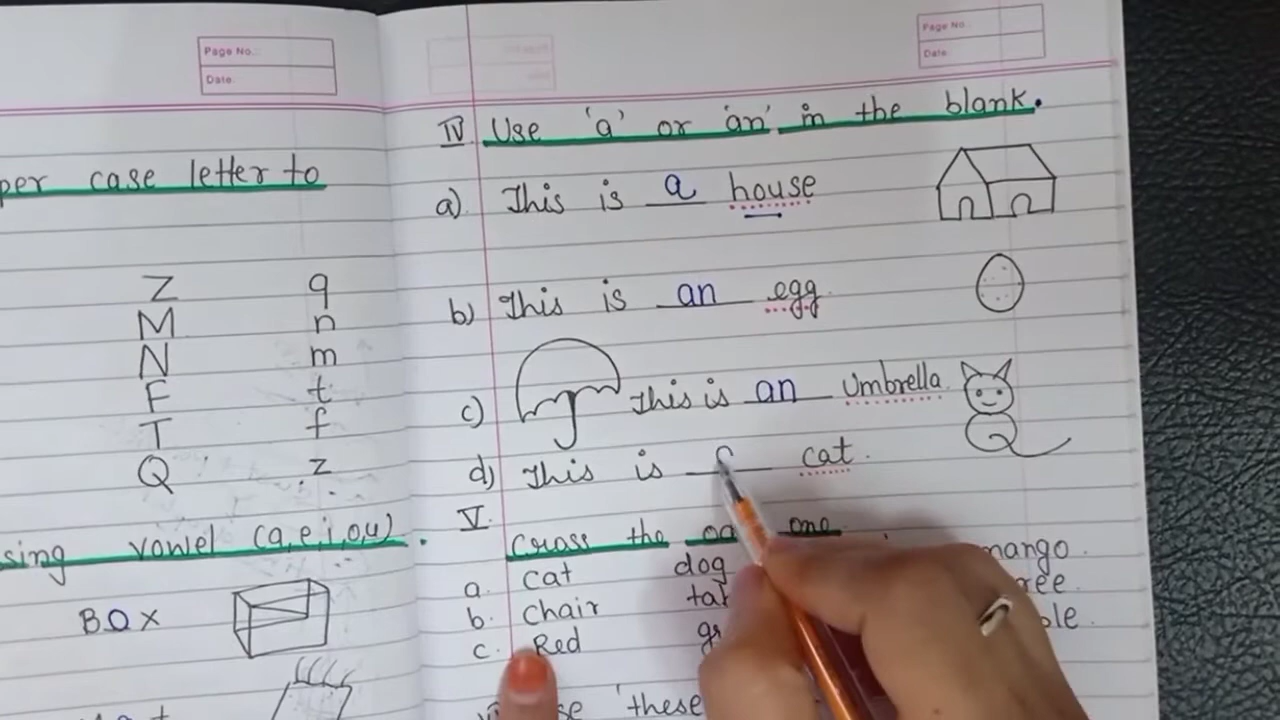 Page No.
Date.
per case letter to
Z q
M n
N m
F t
T f
Q z
sing vowel (a,e,i,o,u).
BOX
Page No.
Date.
IV Use 'a' or 'an' in the blank.
a) This is a house
b) This is an egg
c) This is an Umbrella
d) This is cat.
V. Cross the one
a. Cat dog mango
b. Chair
c. Red
'these